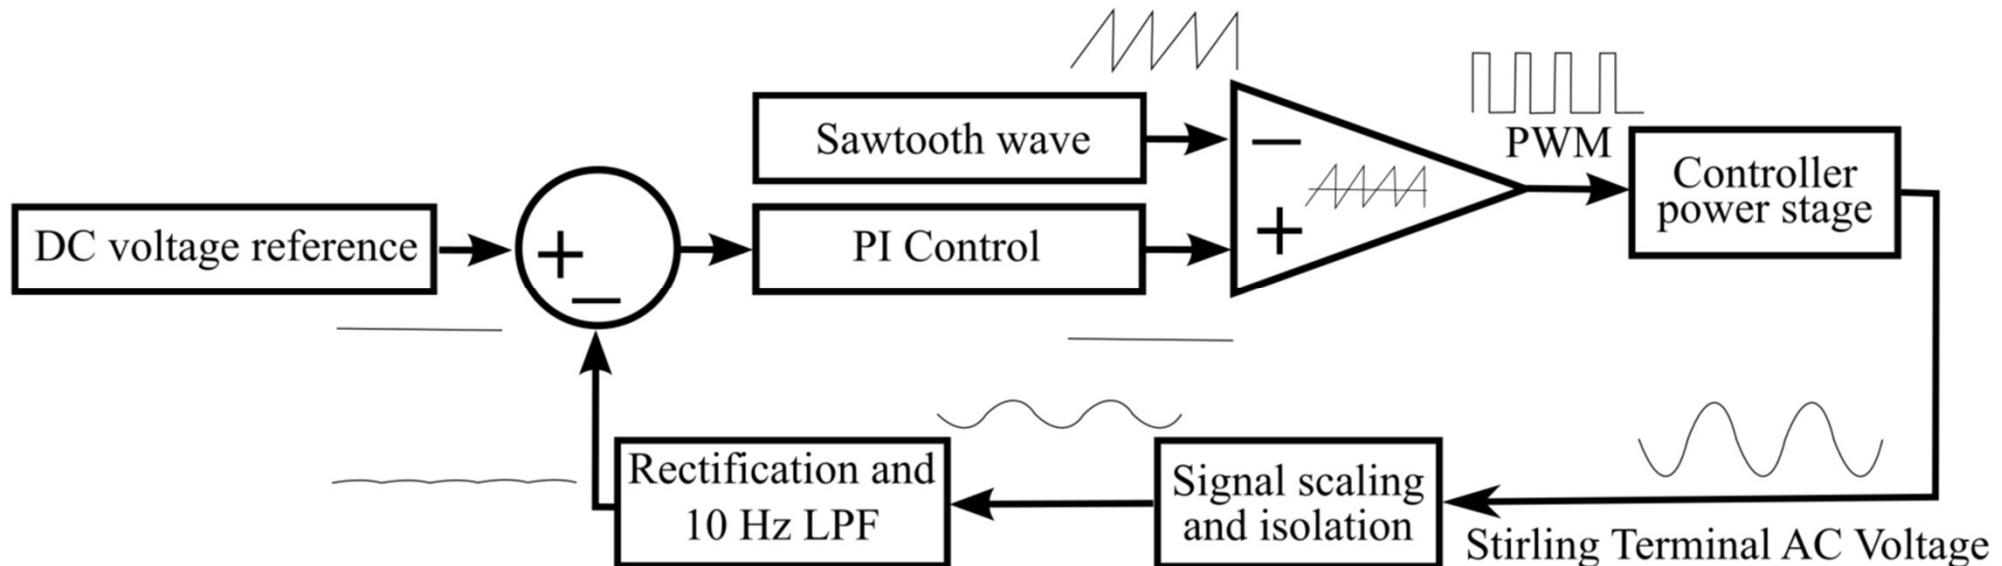 Sawtooth wave
PWM
Controller
power stage
DC voltage reference
+
−
PI Control
−
+
Rectification and
10 Hz LPF
Signal scaling
and isolation
Stirling Terminal AC Voltage